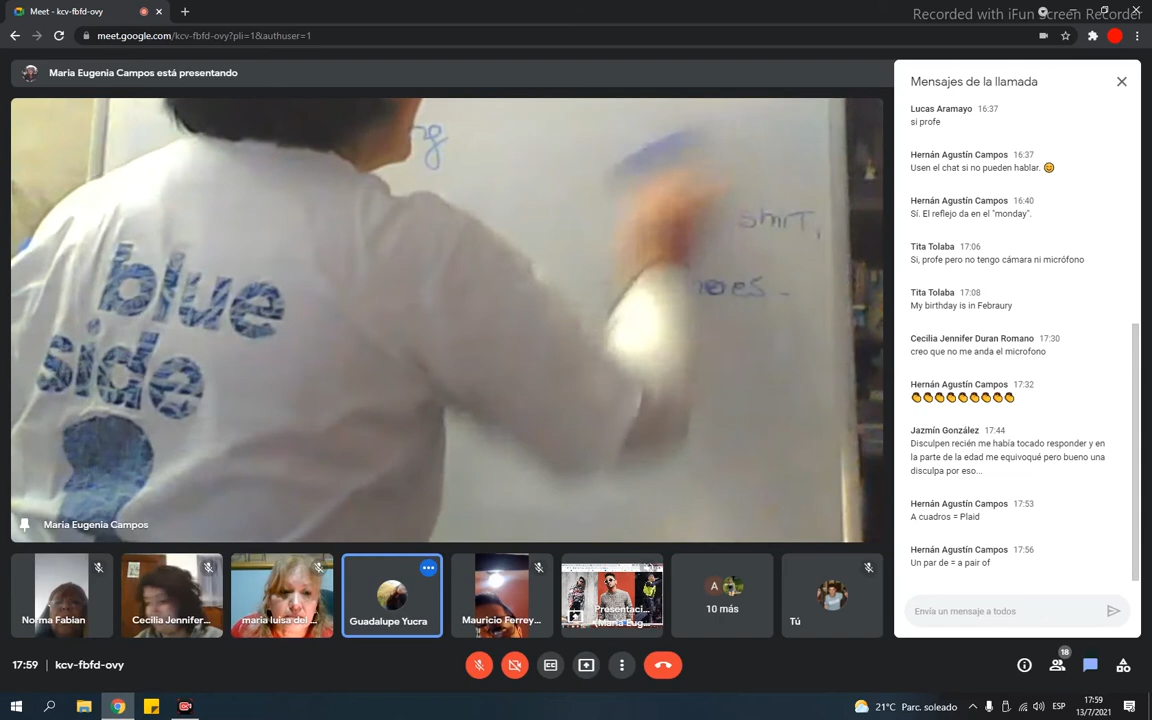 Meet - kcv-fbfd-ovy
Recorded with iFun Screen Recorder
meet.google.com/kcv-fbfd-ovy?pli=1&authuser=1
Maria Eugenia Campos está presentando
ng
shirt,
hoes -
blue
side
Maria Eugenia Campos
Norma Fabian
Cecilia Jennifer...
maria luisa del ...
Guadalupe Yucra
Mauricio Ferrey...
Presentaci...
(Maria Eug...
A
10 más
Tú
17:59 | kcv-fbfd-ovy
18
Mensajes de la llamada
Lucas Aramayo 16:37
si profe
Hernán Agustín Campos 16:37
Usen el chat si no pueden hablar. 😊
Hernán Agustín Campos 16:40
Sí. El reflejo da en el "monday".
Tita Tolaba 17:06
Si, profe pero no tengo cámara ni micrófono
Tita Tolaba 17:08
My birthday is in Febraury
Cecilia Jennifer Duran Romano 17:30
creo que no me anda el microfono
Hernán Agustín Campos 17:32
👏👏👏👏👏👏👏👏👏
Jazmín González 17:44
Disculpen recién me había tocado responder y en
la parte de la edad me equivoqué pero bueno una
disculpa por eso...
Hernán Agustín Campos 17:53
A cuadros = Plaid
Hernán Agustín Campos 17:56
Un par de = a pair of
Envía un mensaje a todos
21°C Parc. soleado
ESP
17:59
13/7/2021